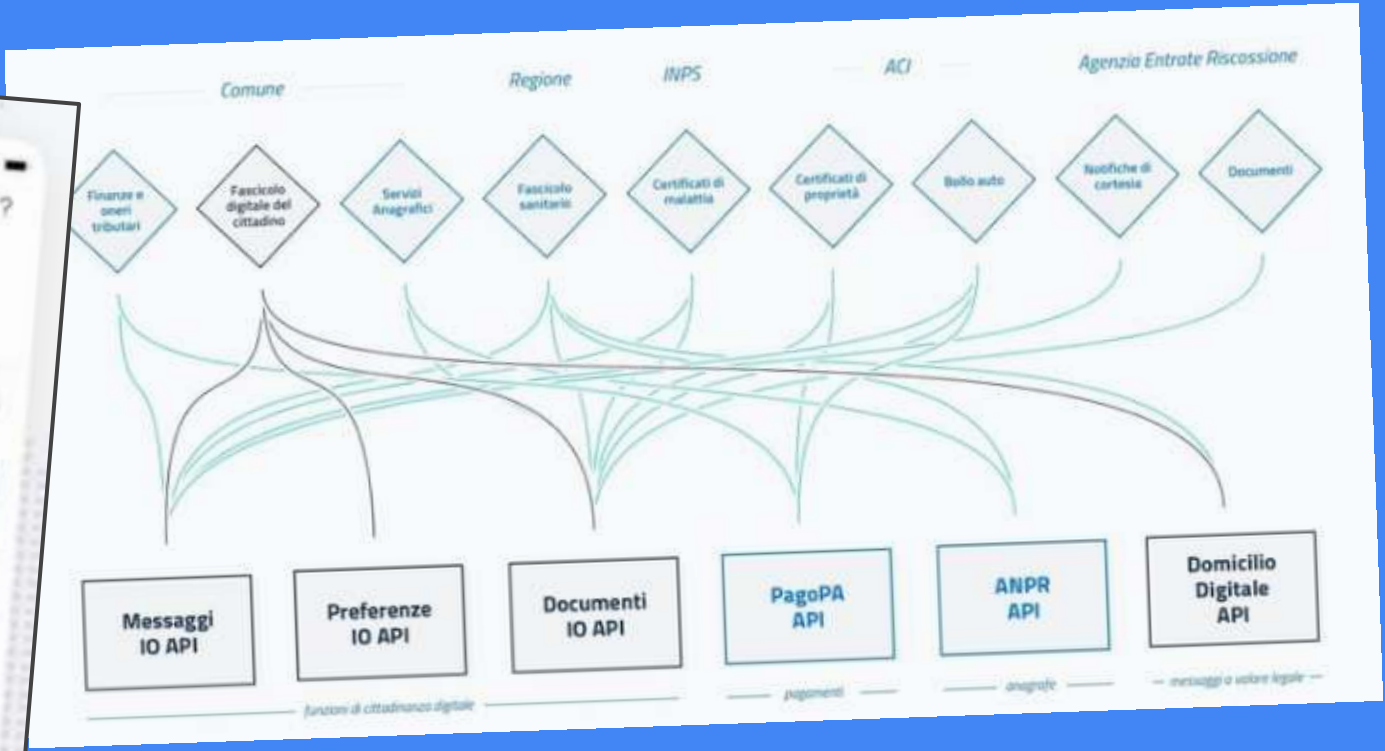 Comune
Regione
INPS
ACI
Agenzia Entrate Riscossione
?
Finanze e
oneri
tributari
Fascicolo
digitale del
cittadino
Servizi
Anagrafici
Fascicolo
sanitario
Certificati di
malattia
Certificati di
proprietà
Bollo auto
Notifiche di
cortesia
Documenti
Messaggi
IO API
Preferenze
IO API
Documenti
IO API
PagoPA
API
ANPR
API
Domicilio
Digitale
API
funzioni di cittadinanza digitale
pagamenti
anagrafe
messaggi a valore legale